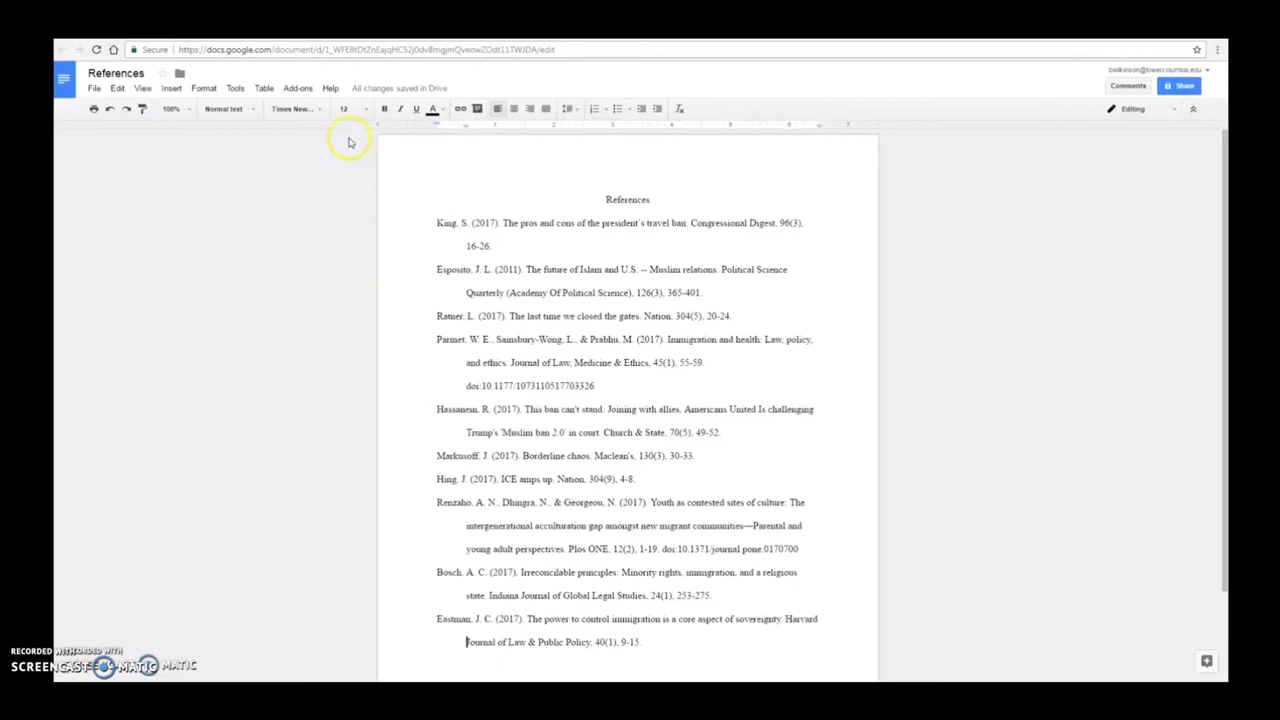 Secure https://docs.google.com/document/d/1_WFE8tDtZnEajqHC52j0dv8mqjmQveowZOdt11TWJDA/edit
References
bwilkinson@lowercolumbia.edu
File Edit View Insert Format Table Tools Add-ons Help All changes saved in Drive
Comments Share
100% Normal text Times New... 12 B I U A Editing
1 1 2 3 4 5 6 7
References
King, S. (2017). The pros and cons of the president's travel ban. Congressional Digest, 96(3),
16-26.
Esposito, J. L. (2011). The future of Islam and U.S. -- Muslim relations. Political Science
Quarterly (Academy Of Political Science), 126(3), 365-401.
Ratner, L. (2017). The last time we closed the gates. Nation, 304(5), 20-24.
Parmet, W. E., Sainsbury-Wong, L., & Prabhu, M. (2017). Immigration and health: Law, policy,
and ethics. Journal of Law, Medicine & Ethics, 45(1), 55-59.
doi:10.1177/1073110517703326
Hassanein, R. (2017). This ban can't stand: Joining with allies, Americans United Is challenging
Trump's 'Muslim ban 2.0' in court. Church & State, 70(5), 49-52.
Markusoff, J. (2017). Borderline chaos. Maclean's, 130(3), 30-33.
Hing, J. (2017). ICE amps up. Nation, 304(9), 4-8.
Renzaho, A. N., Dhingra, N., & Georgeou, N. (2017). Youth as contested sites of culture: The
intergenerational acculturation gap amongst new migrant communities—Parental and
young adult perspectives. Plos ONE, 12(2), 1-19. doi:10.1371/journal.pone.0170700
Bosch, A. C. (2017). Irreconcilable principles: Minority rights, immigration, and a religious
state. Indiana Journal of Global Legal Studies, 24(1), 253-275.
Eastman, J. C. (2017). The power to control immigration is a core aspect of sovereignty. Harvard
Journal of Law & Public Policy, 40(1), 9-15.
RECORDED WITH
SCREENCAST MATIC